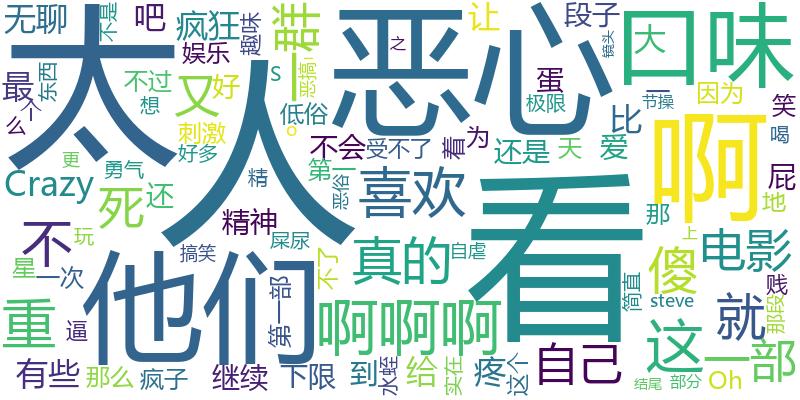 无聊
不是
太
吧
疯狂
趣味
一群
恶心
之
让
段子
镜头
口味
娱乐
s
恶搞!
大
一
东西
最
不过
又
好
蛋
因为
笑
个
想
人
低俗
极限
节操
么
刺激
。
不会
着
为
比
啊
喝
更
勇气
好多
受不了
还是
天
爱
屁
Crazy
死
还
精
第一
恶俗
喜欢
看
那
地
不
玩
精神
屎尿
他们
搞笑
不了
真的
自虐
上
电影
星
一次
第一部
简直
傻
贱
重
逼
啊啊啊
steve
就
那段
有些
那么
疯子
继续
下限
到
水蛭
给
实在
疼
这个
自己
这
一部
结尾
部分
Oh